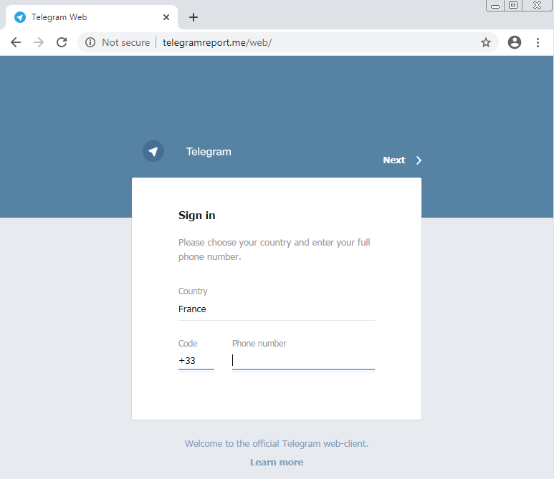 Telegram Web
Not secure telegramreport.me/web/
Telegram
Next
Sign in
Please choose your country and enter your full
phone number.
Country
France
Code Phone number
+33
Welcome to the official Telegram web-client.
Learn more